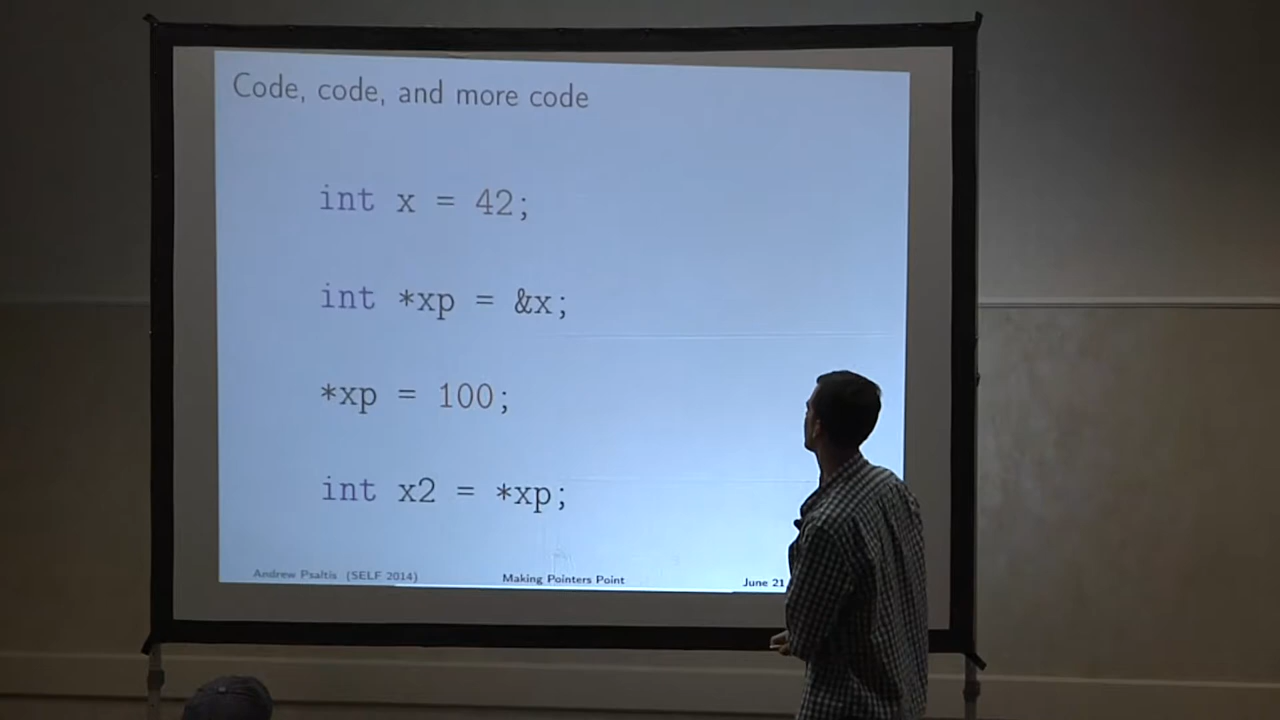 Code, code, and more code
int x = 42;
int *xp = &x;
*xp = 100;
int x2 = *xp;
Andrew Psaltis (SELF 2014) Making Pointers Point June 21